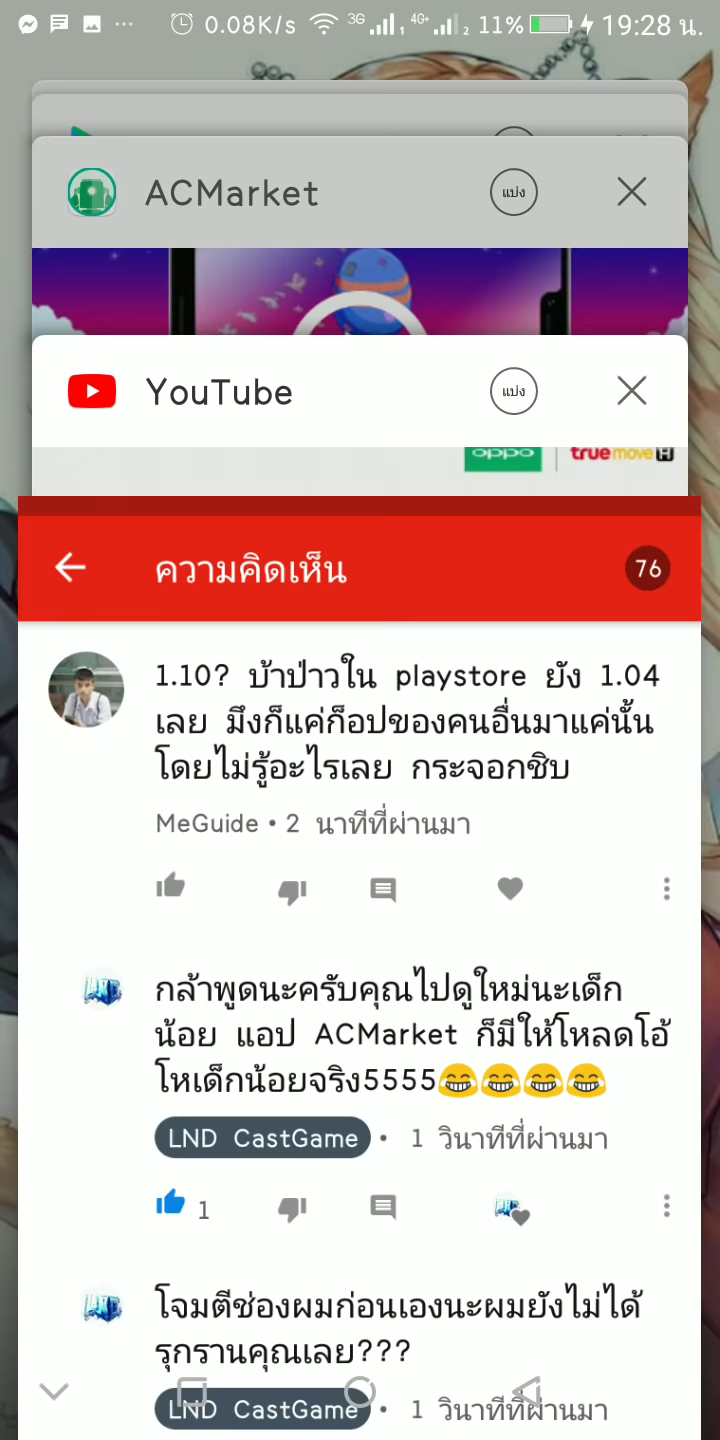 0.08K/s 3G 1 4G+ 2 11% 19:28 น.
ACMarket แบ่ง
YouTube แบ่ง
oppo truemove H
ความคิดเห็น 76
1.10? บ้าป่าวใน playstore ยัง 1.04
เลย มึงก็แค่ก็อปของคนอื่นมาแค่นั้น
โดยไม่รู้อะไรเลย กระจอกชิบ
MeGuide • 2 นาทีที่ผ่านมา
กล้าพูดนะครับคุณไปดูใหม่นะเด็ก
น้อย แอป ACMarket ก็มีให้โหลดโอ้
โหเด็กน้อยจริง5555😂😂😂😂
LND CastGame • 1 วินาทีที่ผ่านมา
1
โจมตีช่องผมก่อนเองนะผมยังไม่ได้
รุกรานคุณเลย???
LND CastGame • 1 วินาทีที่ผ่านมา